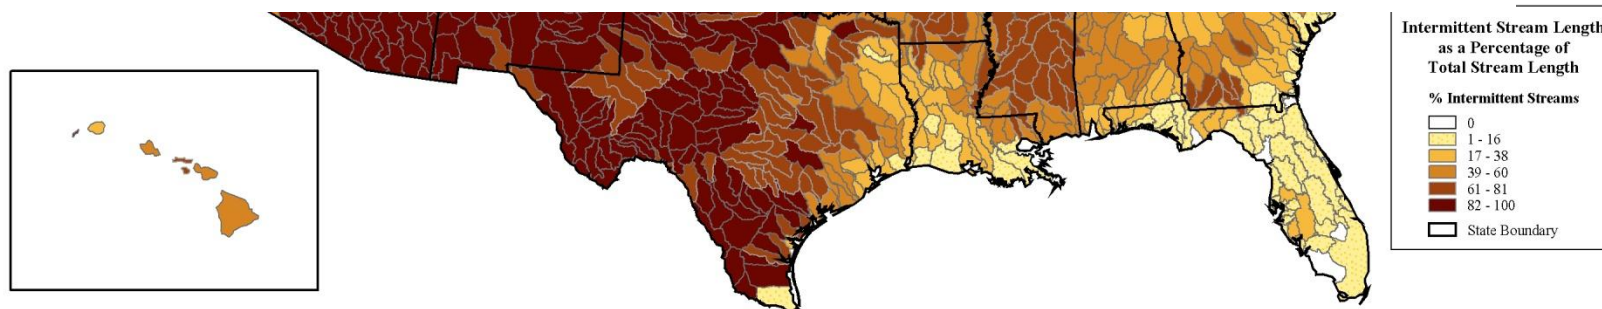 Intermittent Stream Length
as a Percentage of
Total Stream Length
% Intermittent Streams
0
1 - 16
17 - 38
39 - 60
61 - 81
82 - 100
State Boundary